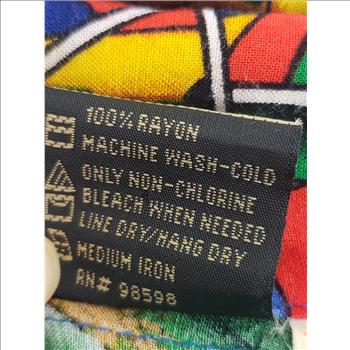 100% RAYON
MACHINE WASH-COLD
ONLY NON-CHLORINE
BLEACH WHEN NEEDED
LINE DRY/HANG DRY
MEDIUM IRON
RN# 98598